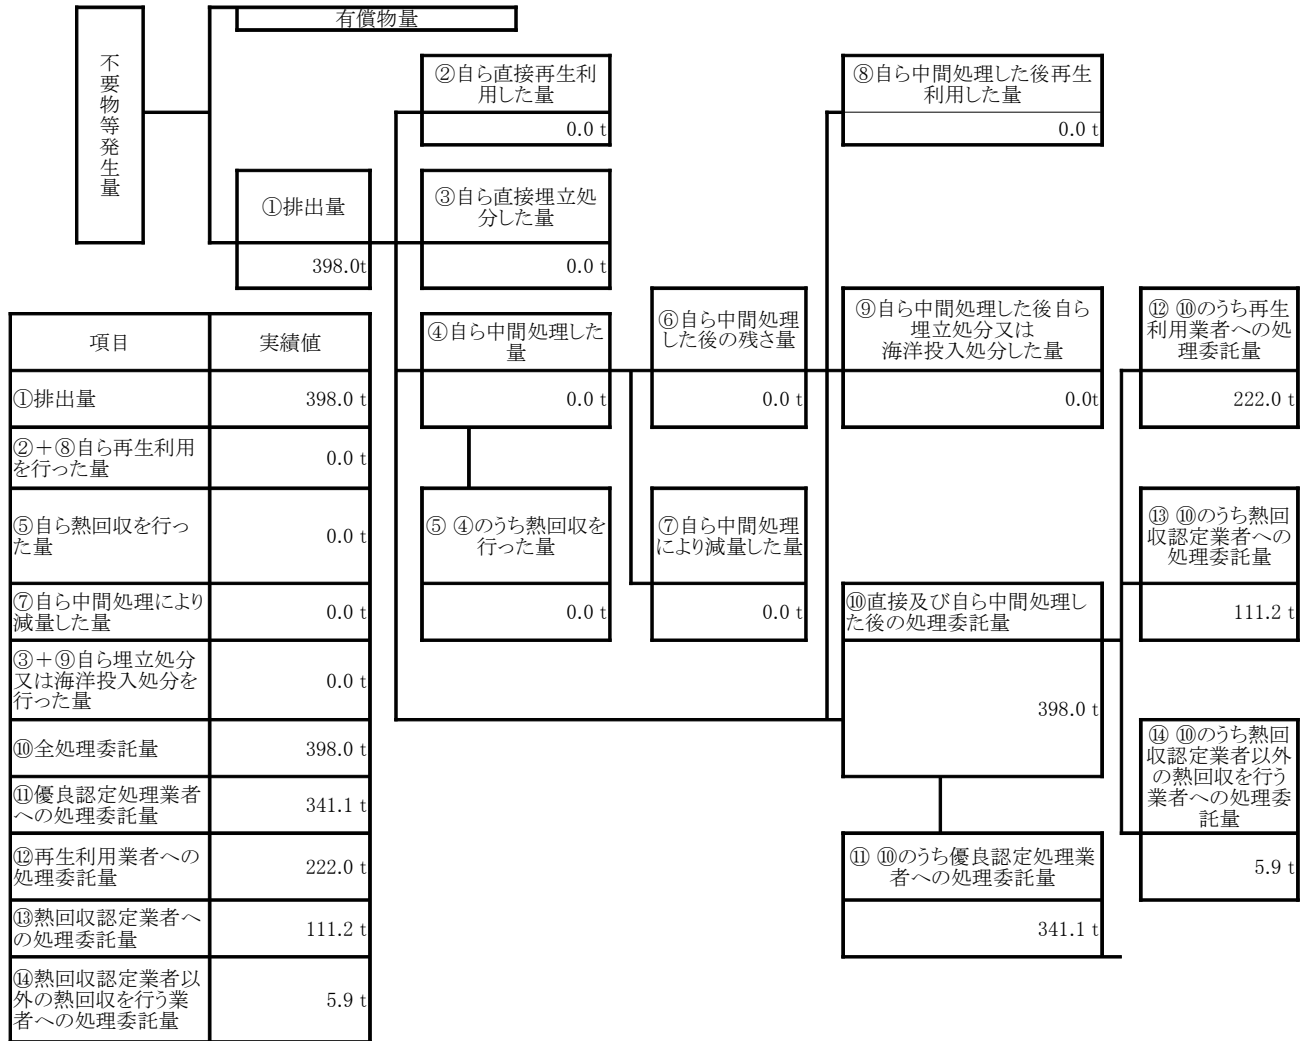 有償物量
不要物等発生量
②自ら直接再生利
用した量
0.0 t
⑧自ら中間処理した後再生
利用した量
0.0 t
①排出量
398.0t
③自ら直接埋立処
分した量
0.0 t
④自ら中間処理した
量
0.0 t
⑥自ら中間処理
した後の残さ量
0.0 t
⑨自ら中間処理した後自ら
埋立処分又は
海洋投入処分した量
0.0t
⑫ ⑩のうち再生
利用業者への処
理委託量
222.0 t
⑤ ④のうち熱回収を
行った量
0.0 t
⑦自ら中間処理
により減量した量
0.0 t
⑬ ⑩のうち熱回
収認定業者への
処理委託量
111.2 t
⑩直接及び自ら中間処理し
た後の処理委託量
398.0 t
⑭ ⑩のうち熱回
収認定業者以外
の熱回収を行う
業者への処理委
託量
5.9 t
⑪ ⑩のうち優良認定処理業
者への処理委託量
341.1 t
項目
実績値
①排出量
398.0 t
②＋⑧自ら再生利用
を行った量
0.0 t
⑤自ら熱回収を行っ
た量
0.0 t
⑦自ら中間処理により
減量した量
0.0 t
③＋⑨自ら埋立処分
又は海洋投入処分を
行った量
0.0 t
⑩全処理委託量
398.0 t
⑪優良認定処理業者
への処理委託量
341.1 t
⑫再生利用業者への
処理委託量
222.0 t
⑬熱回収認定業者へ
の処理委託量
111.2 t
⑭熱回収認定業者以
外の熱回収を行う業
者への処理委託量
5.9 t